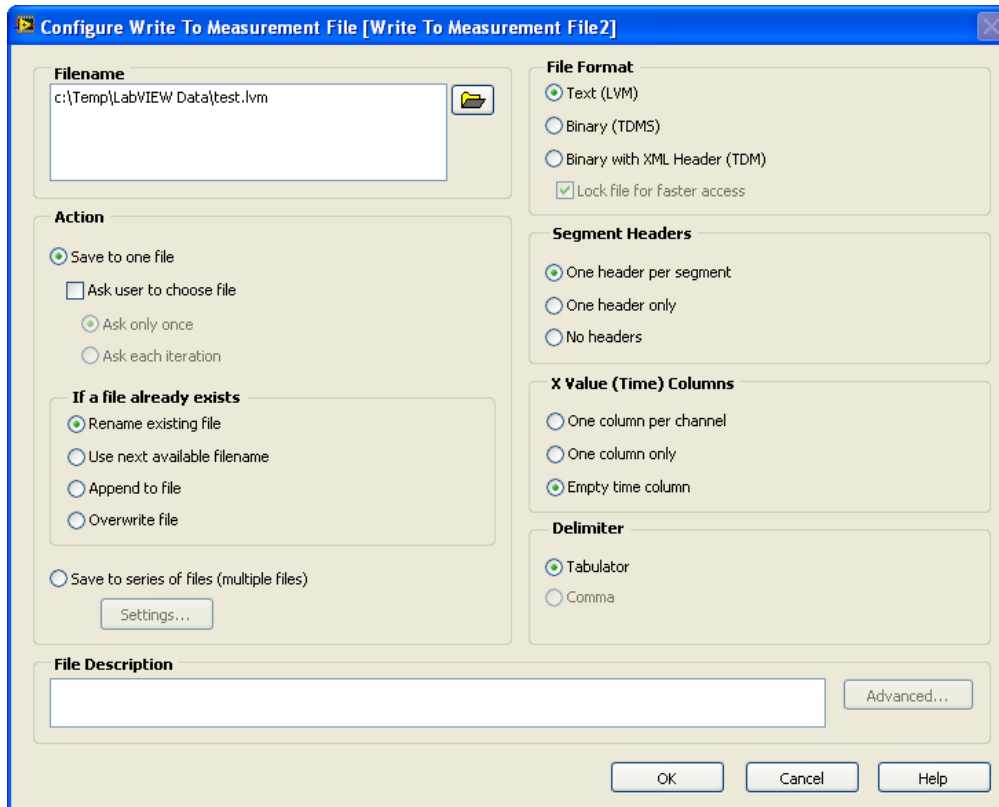 Configure Write To Measurement File [Write To Measurement File2]
Filename
c:\Temp\LabVIEW Data\test.lvm
Action
Save to one file
Ask user to choose file
Ask only once
Ask each iteration
If a file already exists
Rename existing file
Use next available filename
Append to file
Overwrite file
Save to series of files (multiple files)
Settings...
File Format
Text (LVM)
Binary (TDMS)
Binary with XML Header (TDM)
Lock file for faster access
Segment Headers
One header per segment
One header only
No headers
X Value (Time) Columns
One column per channel
One column only
Empty time column
Delimiter
Tabulator
Comma
File Description
Advanced...
OK
Cancel
Help